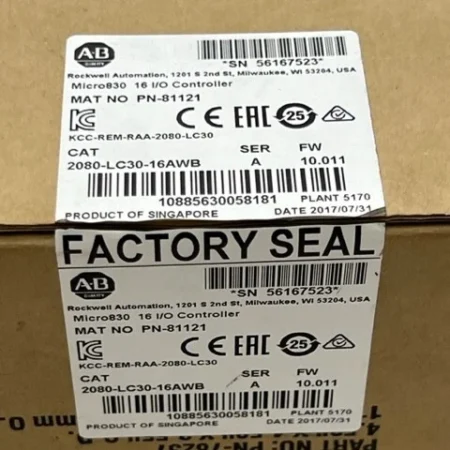 A-B
*SN 56167523*
Rockwell Automation, 1201 S 2nd St, Milwaukee, WI 53204, USA
Micro830 16 I/O Controller
MAT NO PN-81121
CE EAC 25
KCC-REM-RAA-2080-LC30
CAT SER FW
2080-LC30-16AWB A 10.011
10885630058181 PLANT 5170
PRODUCT OF SINGAPORE DATE 2017/07/31
FACTORY SEAL
A-B
*SN 56167523*
Rockwell Automation, 1201 S 2nd St, Milwaukee, WI 53204, USA
Micro830 16 I/O Controller
MAT NO PN-81121
CE EAC 25
KCC-REM-RAA-2080-LC30
CAT SER FW
2080-LC30-16AWB A 10.011
10885630058181 PLANT 5170
PRODUCT OF SINGAPORE DATE 2017/07/31
PART NO: PN-78237